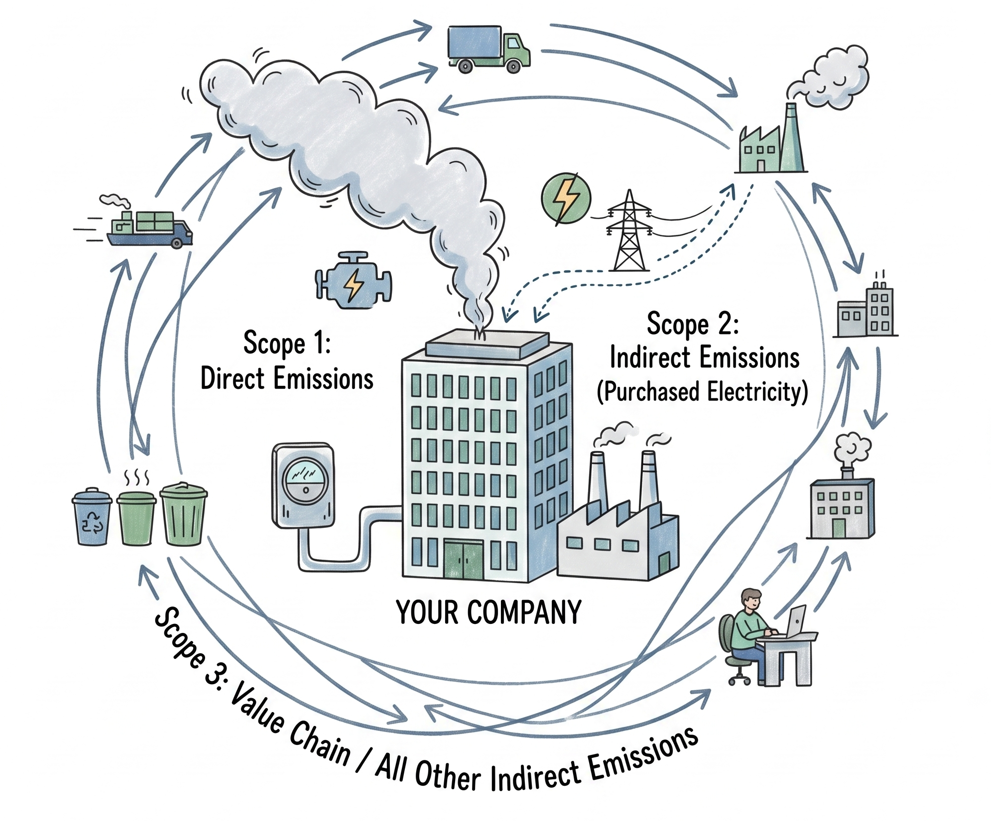 Scope 1:
Direct Emissions
Scope 2:
Indirect Emissions
(Purchased Electricity)
YOUR COMPANY
Scope 3: Value Chain / All Other Indirect Emissions